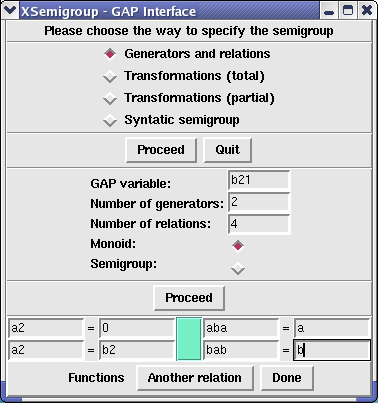 XSemigroup - GAP Interface
Please choose the way to specify the semigroup
Generators and relations
Transformations (total)
Transformations (partial)
Syntatic semigroup
Proceed Quit
GAP variable: b21
Number of generators: 2
Number of relations: 4
Monoid:
Semigroup:
Proceed
a2 = 0 aba = a
a2 = b2 bab = b
Functions Another relation Done